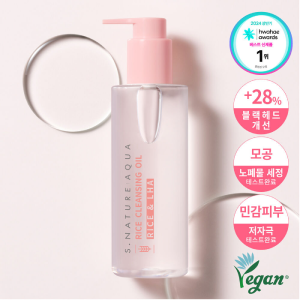 hwahae
awards
1위
+28%
블랙헤드
개선
모공
노폐물 세정
테스트완료
민감피부
저자극
테스트완료
Vegan
S.NATURE AQUA
RICE CLEANSING OIL
RICE & LHA